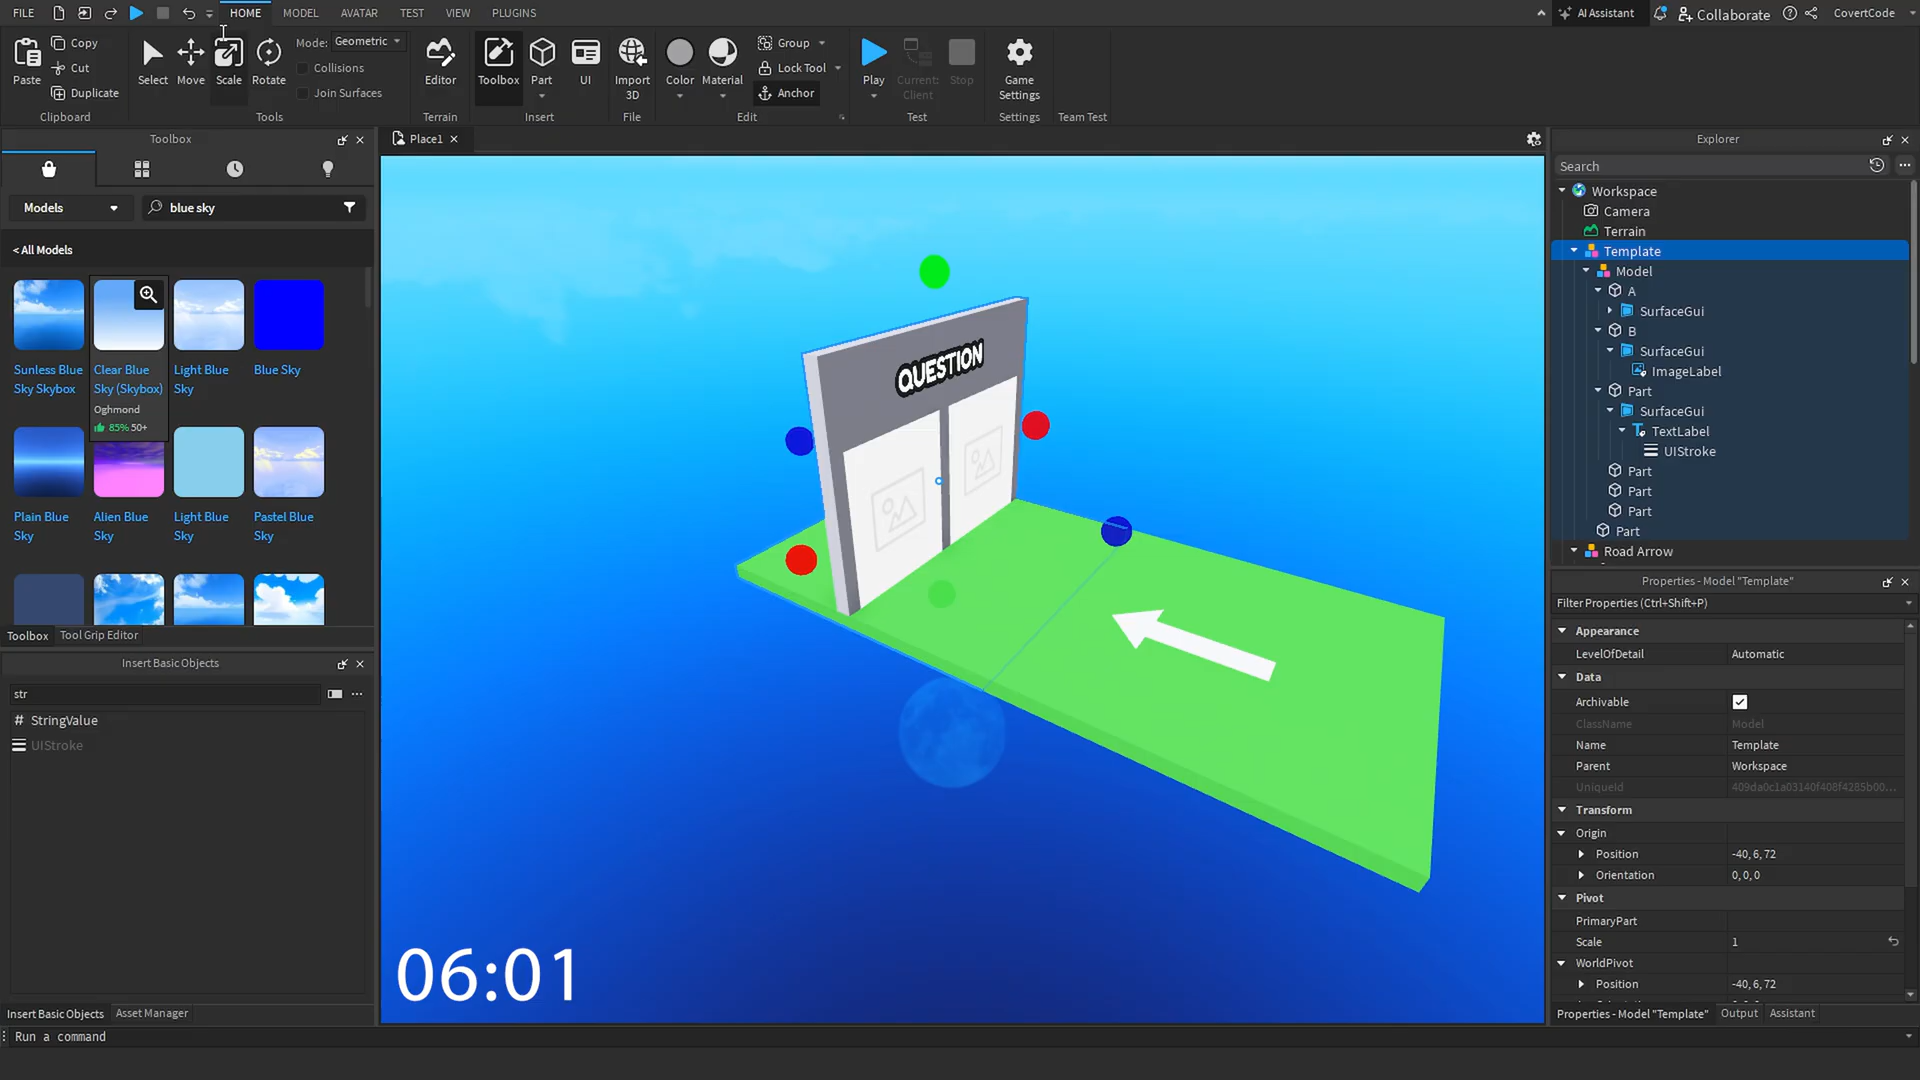 FILE
HOME
MODEL
AVATAR
TEST
VIEW
PLUGINS
AI Assistant
Collaborate
CovertCode
Paste
Copy
Cut
Duplicate
Clipboard
Select
Move
Scale
Rotate
Mode: Geometric
Collisions
Join Surfaces
Tools
Editor
Terrain
Toolbox
Part
UI
Insert
Import 3D
File
Color
Material
Group
Lock Tool
Anchor
Edit
Play
Current: Client
Stop
Test
Game Settings
Settings
Team Test
Toolbox
Models
blue sky
< All Models
Sunless Blue Sky Skybox
Clear Blue Sky (Skybox)
Oghmond
85% 50+
Light Blue Sky
Blue Sky
Plain Blue Sky
Alien Blue Sky
Light Blue Sky
Pastel Blue Sky
Toolbox
Tool Grip Editor
Insert Basic Objects
str
StringValue
UIStroke
Insert Basic Objects
Asset Manager
Run a command
Place1
QUESTION
06:01
Explorer
Search
Workspace
Camera
Terrain
Template
Model
A
SurfaceGui
B
SurfaceGui
ImageLabel
Part
SurfaceGui
TextLabel
UIStroke
Part
Part
Part
Part
Road Arrow
Properties - Model "Template"
Filter Properties (Ctrl+Shift+P)
Appearance
LevelOfDetail Automatic
Data
Archivable
ClassName Model
Name Template
Parent Workspace
UniqueId 409da0c1a03140f408f4285b00...
Transform
Origin
Position -40, 6, 72
Orientation 0, 0, 0
Pivot
PrimaryPart
Scale 1
WorldPivot
Position -40, 6, 72
Properties - Model "Template"
Output
Assistant